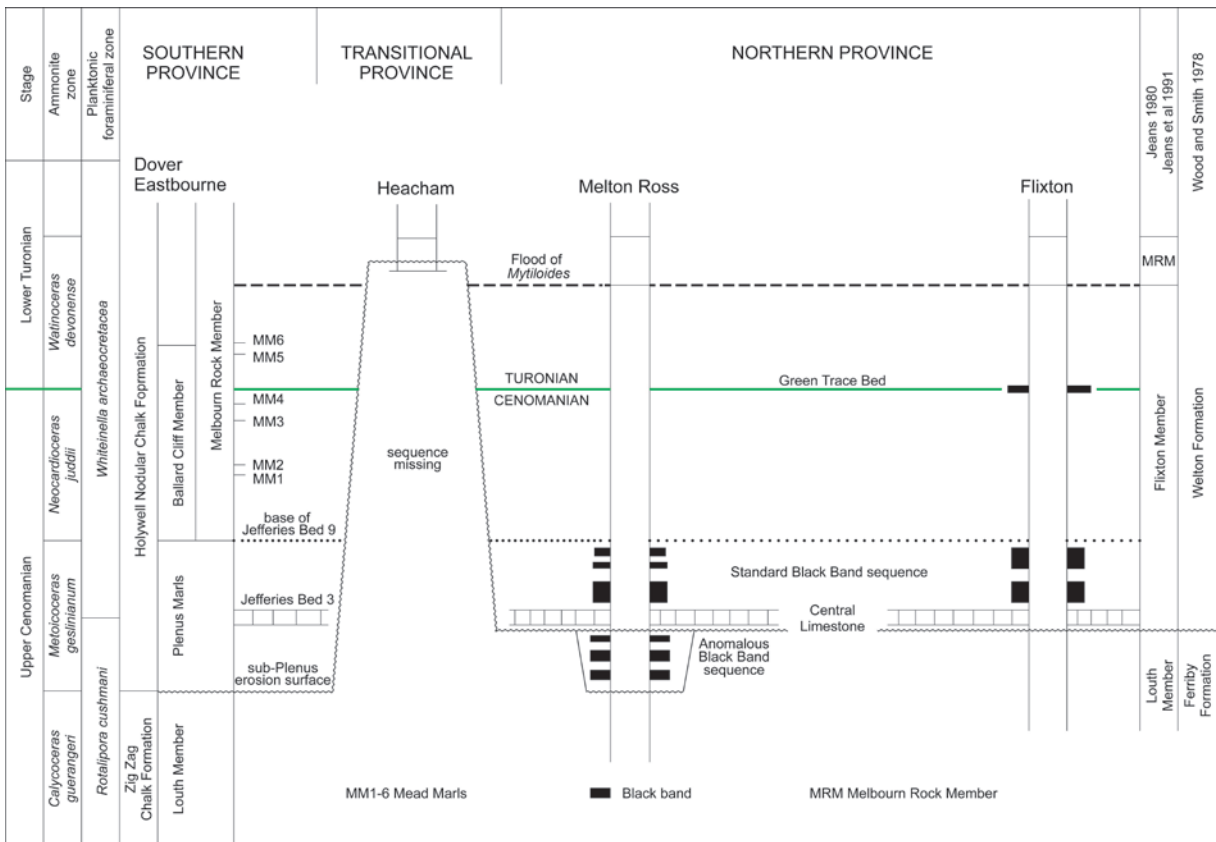 Stage
Ammonite
zone
Planktonic
foraminiferal zone
SOUTHERN
PROVINCE
TRANSITIONAL
PROVINCE
NORTHERN PROVINCE
Jeans 1980
Jeans et al 1991
Wood and Smith 1978
Dover
Eastbourne
Heacham
Melton Ross
Flixton
Lower Turonian
Upper Cenomanian
Watinoceras
devonense
Neocardioceras
juddii
Metoicoceras
geslinianum
Calycoceras
guerangeri
Whiteinella archaeocretacea
Rotalipora cushmani
Holywell Nodular Chalk Foprmation
Zig Zag
Chalk Formation
Ballard Cliff Member
Plenus Marls
Louth Member
Melbourn Rock Member
MM6
MM5
MM4
MM3
MM2
MM1
base of
Jefferies Bed 9
Jefferies Bed 3
sub-Plenus
erosion surface
sequence
missing
Flood of
Mytiloides
TURONIAN
CENOMANIAN
Green Trace Bed
Standard Black Band sequence
Central
Limestone
Anomalous
Black Band
sequence
MRM
Flixton Member
Louth
Member
Welton Formation
Ferriby
Formation
MM1-6 Mead Marls
Black band
MRM Melbourn Rock Member